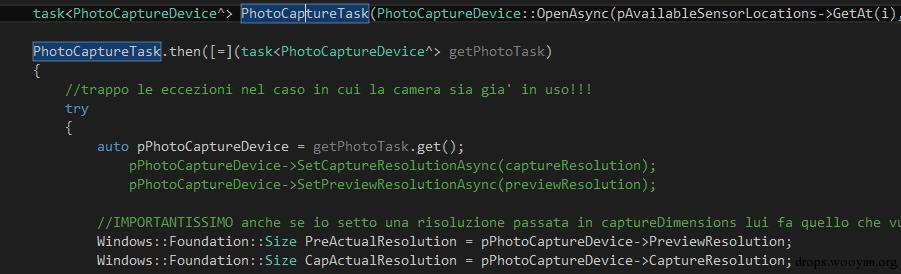 task<PhotoCaptureDevice^> PhotoCaptureTask(PhotoCaptureDevice::OpenAsync(pAvailableSensorLocations->GetAt(i),
PhotoCaptureTask.then([=](task<PhotoCaptureDevice^> getPhotoTask)
{
//trappo le eccezioni nel caso in cui la camera sia gia' in uso!!!
try
{
auto pPhotoCaptureDevice = getPhotoTask.get();
pPhotoCaptureDevice->SetCaptureResolutionAsync(captureResolution);
pPhotoCaptureDevice->SetPreviewResolutionAsync(previewResolution);
//IMPORTANTISSIMO anche se io setto una risoluzione passata in captureDimensions lui fa quello che
Windows::Foundation::Size PreActualResolution = pPhotoCaptureDevice->PreviewResolution;
Windows::Foundation::Size CapActualResolution = pPhotoCaptureDevice->CaptureResolution;
drops.wooyun.org